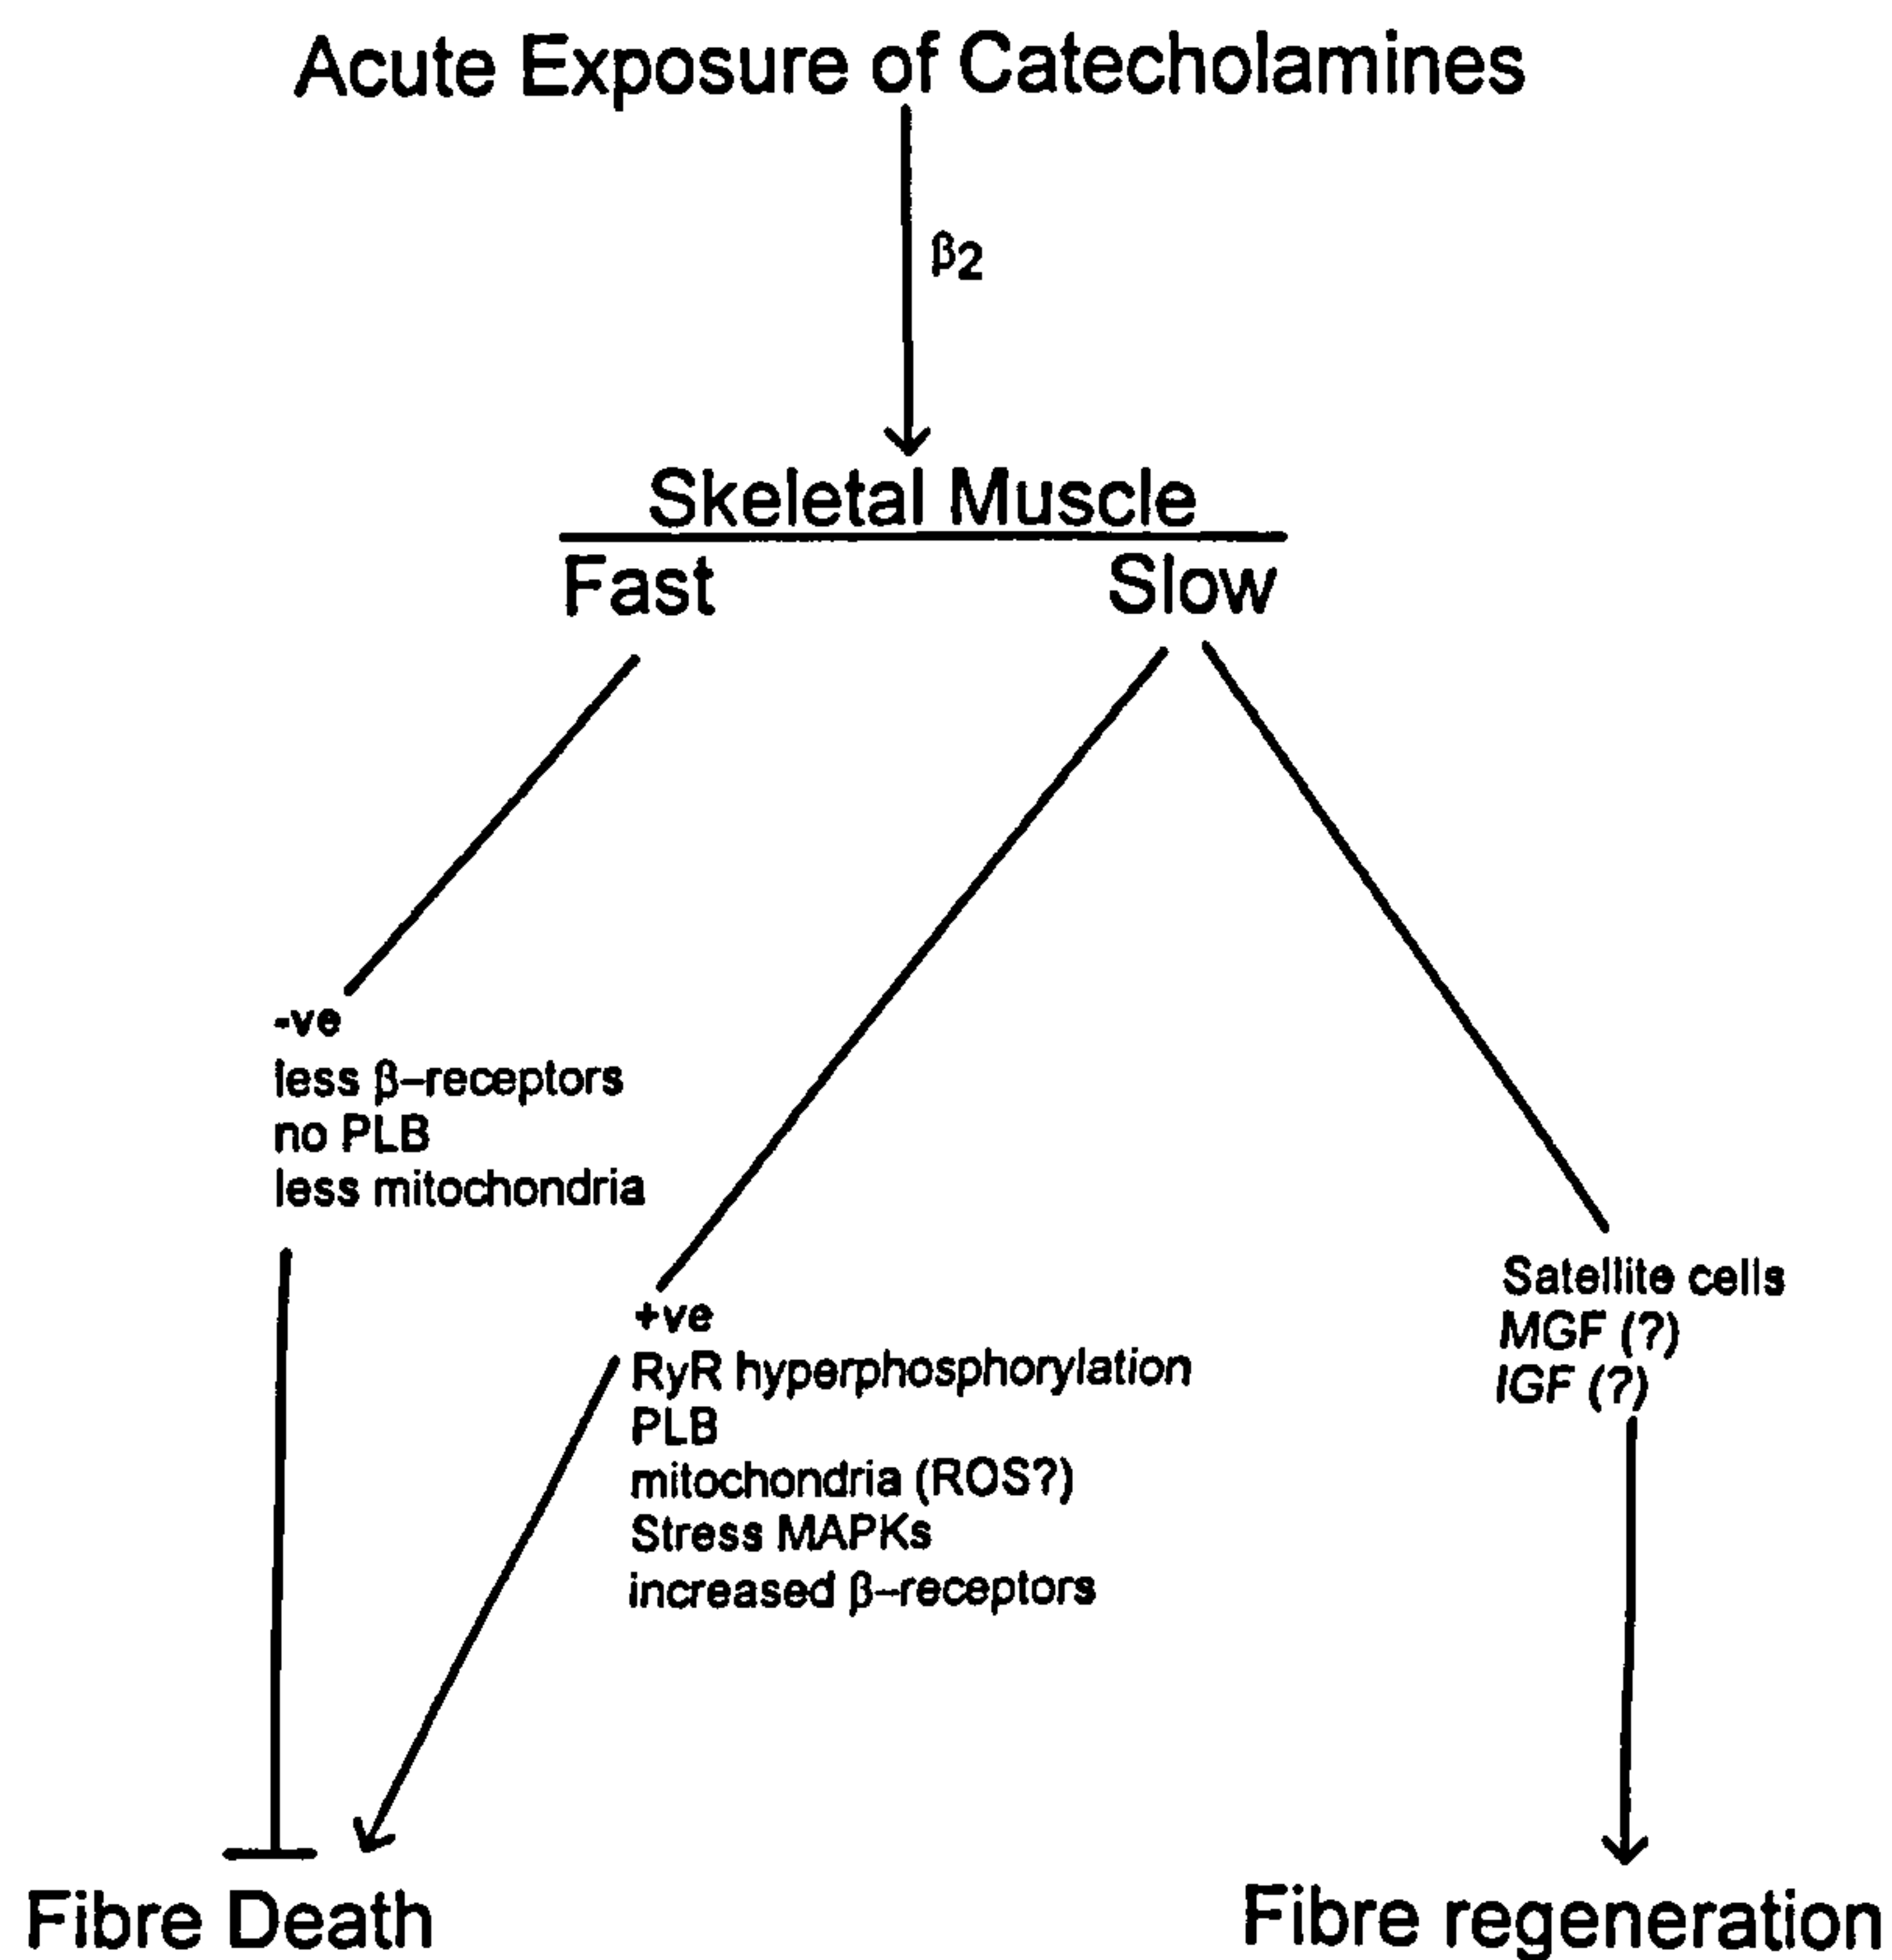 Acute Exposure of Catecholamines
β2
Skeletal Muscle
Fast
Slow
-ve
less β–receptors
no PLB
less mitochondria
+ve
RyR hyperphosphorylation
PLB
mitochondria (ROS?)
Stress MAPKs
increased β–receptors
Satellite cells
MGF (?)
IGF (?)
Fibre Death
Fibre regeneration